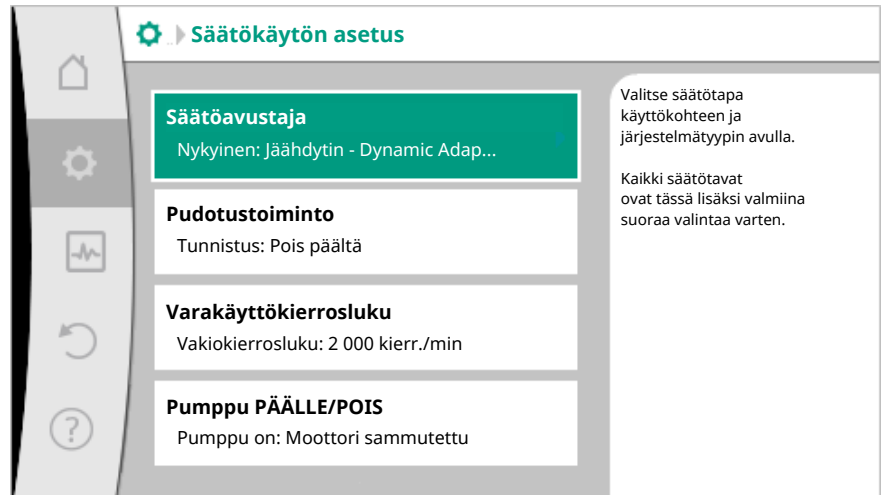 Säätökäytön asetus
Säätöavustaja
Nykyinen: Jäähdytin - Dynamic Adap...
Pudotustoiminto
Tunnistus: Pois päältä
Varakäyttökierrosluku
Vakiokierrosluku: 2 000 kierr./min
Pumppu PÄÄLLE/POIS
Pumppu on: Moottori sammutettu
Valitse säätötapa
käyttökohteen ja
järjestelmätyypin avulla.
Kaikki säätötavat
ovat tässä lisäksi valmiina
suoraa valintaa varten.